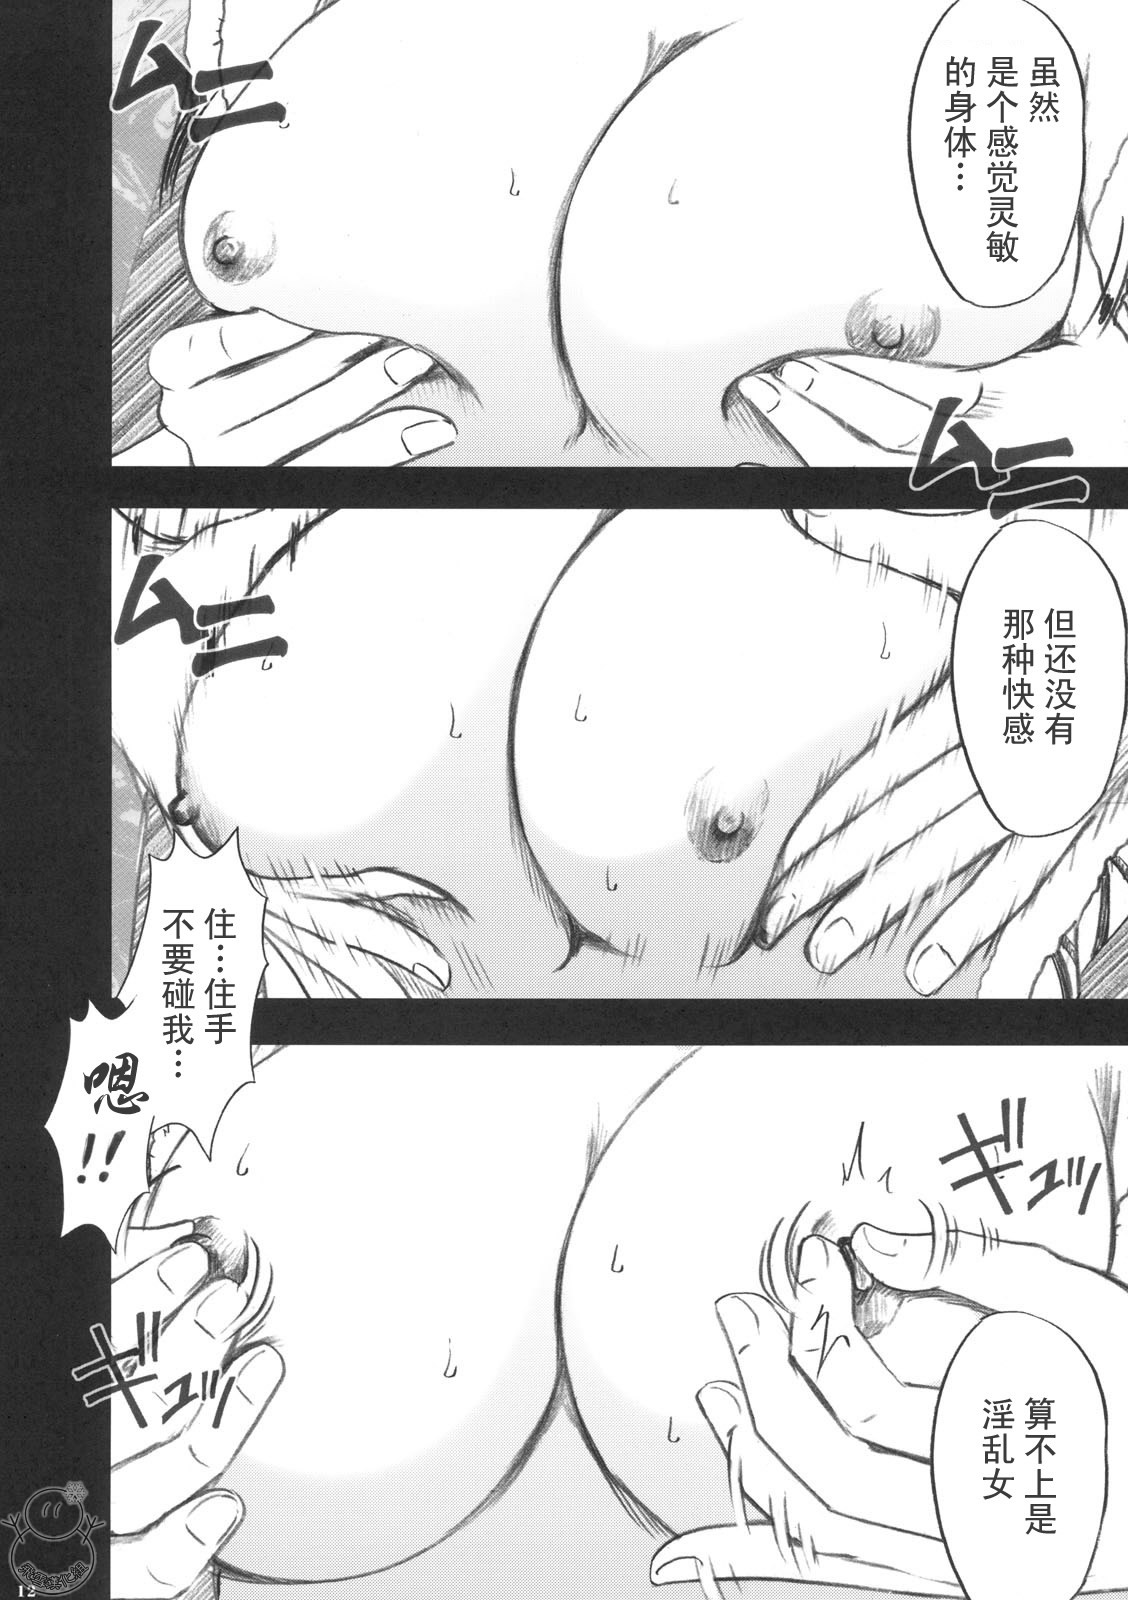 虽然
是个感觉灵敏
的身体…
ムニ
ムニ
但还没有
那种快感
ムニ
住…住手
不要碰我…
嗯!!
ギュッ
算不上是
淫乱女
ギュッ
12